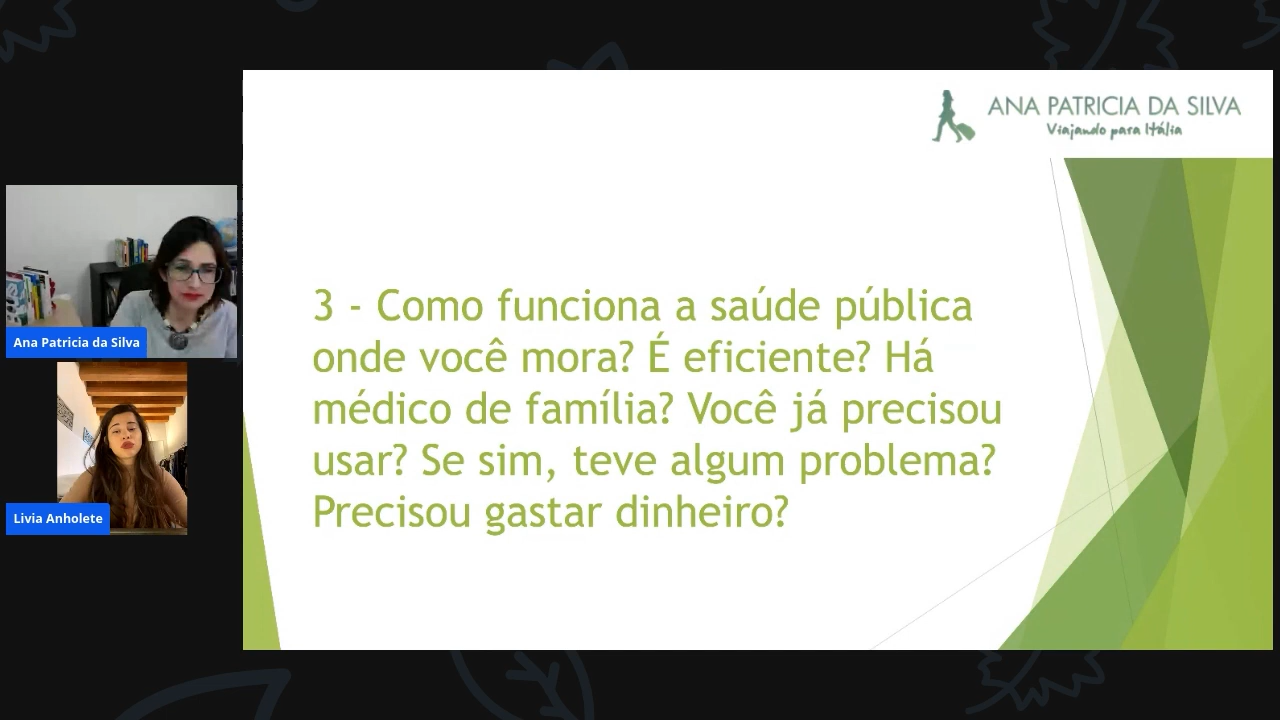 ANA PATRICIA DA SILVA
Viajando para Itália
Ana Patricia da Silva
Livia Anholete
3 - Como funciona a saúde pública
onde você mora? É eficiente? Há
médico de família? Você já precisou
usar? Se sim, teve algum problema?
Precisou gastar dinheiro?